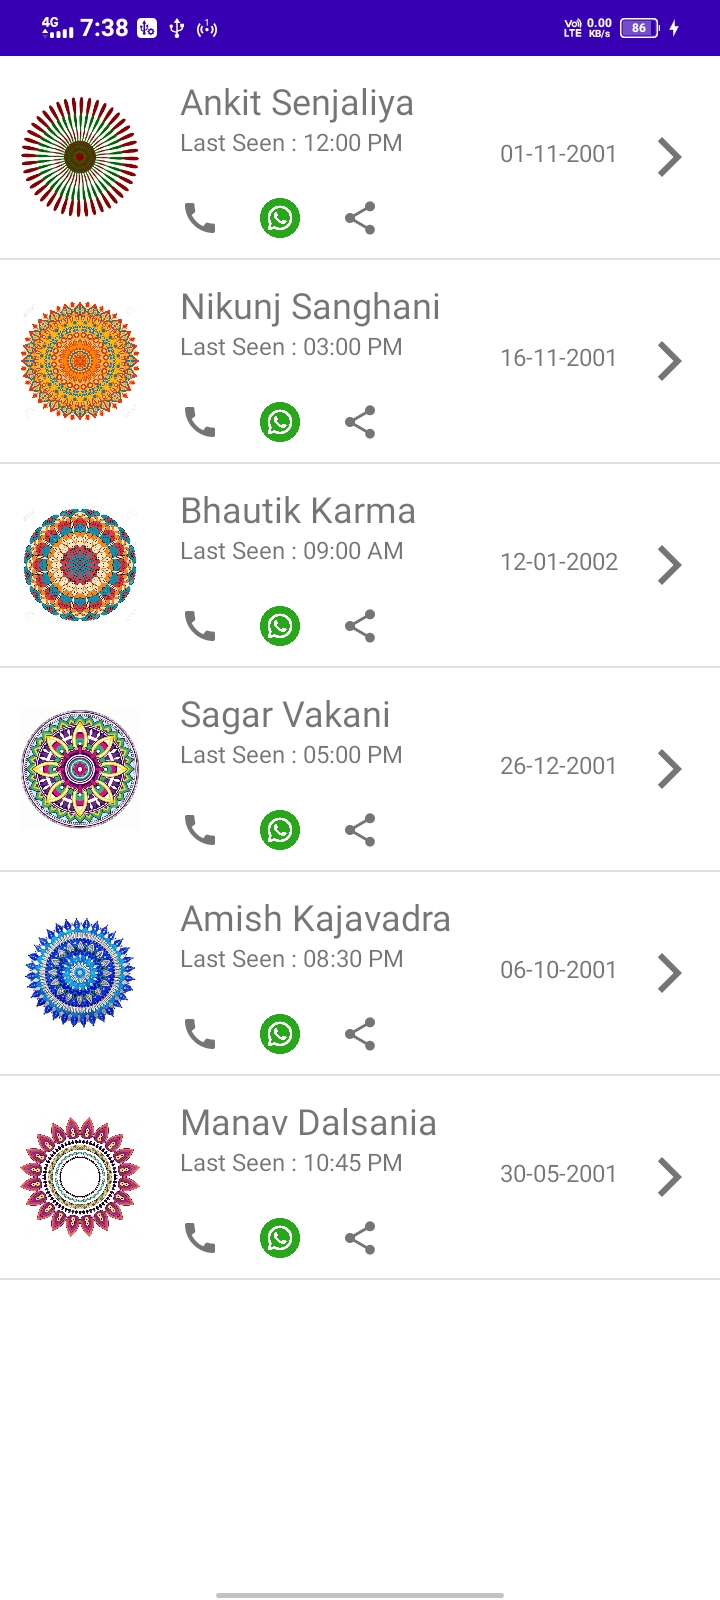 4G 7:38 Vo) LTE 0.00 KB/s 86
Ankit Senjaliya
Last Seen : 12:00 PM
01-11-2001
Nikunj Sanghani
Last Seen : 03:00 PM
16-11-2001
Bhautik Karma
Last Seen : 09:00 AM
12-01-2002
Sagar Vakani
Last Seen : 05:00 PM
26-12-2001
Amish Kajavadra
Last Seen : 08:30 PM
06-10-2001
Manav Dalsania
Last Seen : 10:45 PM
30-05-2001